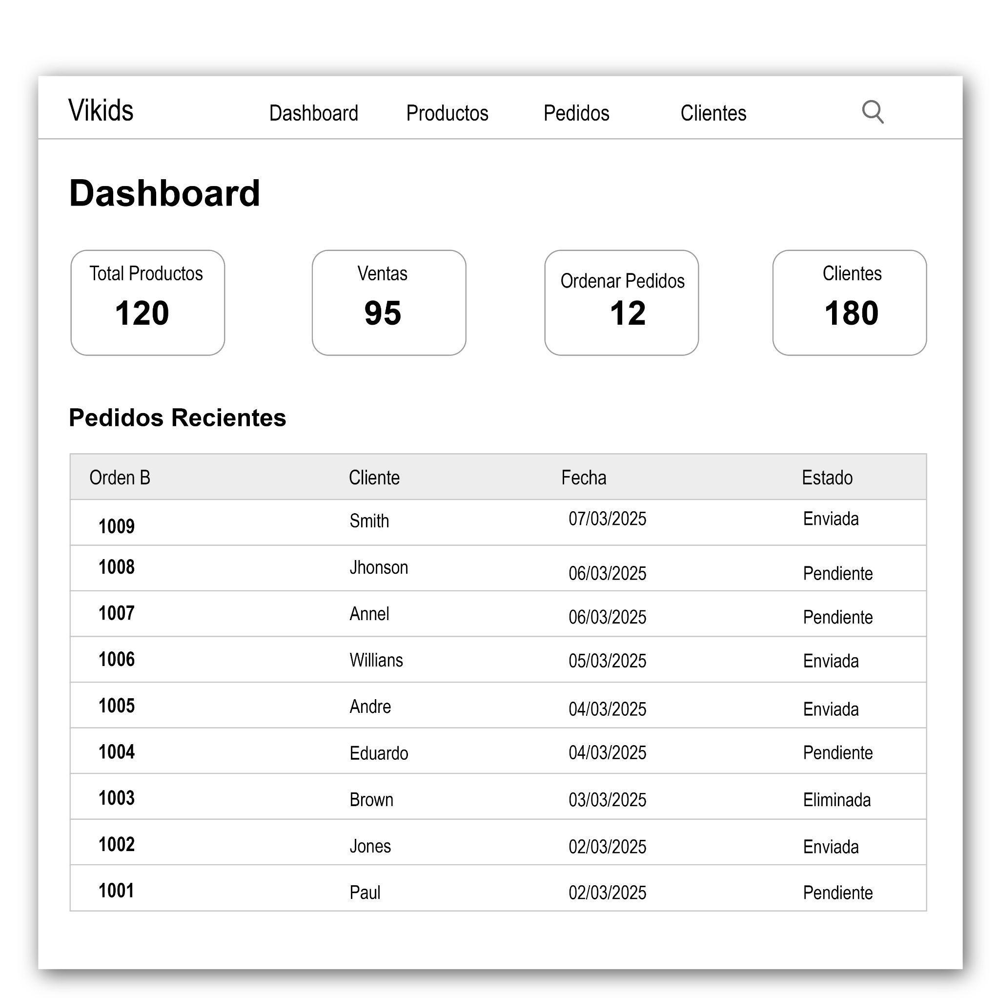 Vikids Dashboard Productos Pedidos Clientes
Dashboard
Total Productos Ventas Ordenar Pedidos Clientes
120 95 12 180
Pedidos Recientes
Orden B Cliente Fecha Estado
1009 Smith 07/03/2025 Enviada
1008 Jhonson 06/03/2025 Pendiente
1007 Annel 06/03/2025 Pendiente
1006 Willians 05/03/2025 Enviada
1005 Andre 04/03/2025 Enviada
1004 Eduardo 04/03/2025 Pendiente
1003 Brown 03/03/2025 Eliminada
1002 Jones 02/03/2025 Enviada
1001 Paul 02/03/2025 Pendiente